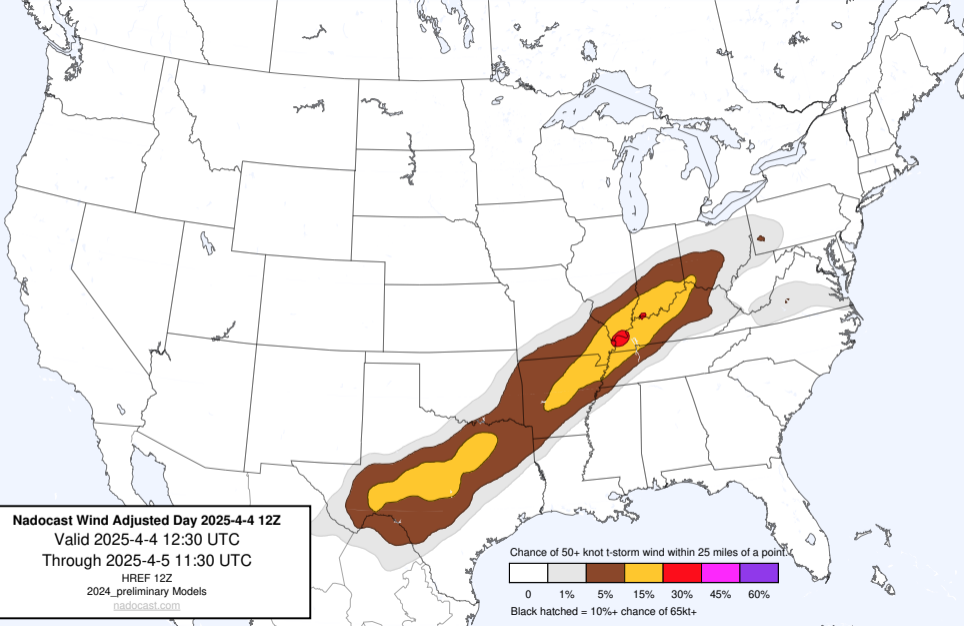 Nadocast Wind Adjusted Day 2025-4-4 12Z
Valid 2025-4-4 12:30 UTC
Through 2025-4-5 11:30 UTC
HREF 12Z
2024_preliminary Models
nadocast.com
Chance of 50+ knot t-storm wind within 25 miles of a point.
0 1% 5% 15% 30% 45% 60%
Black hatched = 10%+ chance of 65kt+